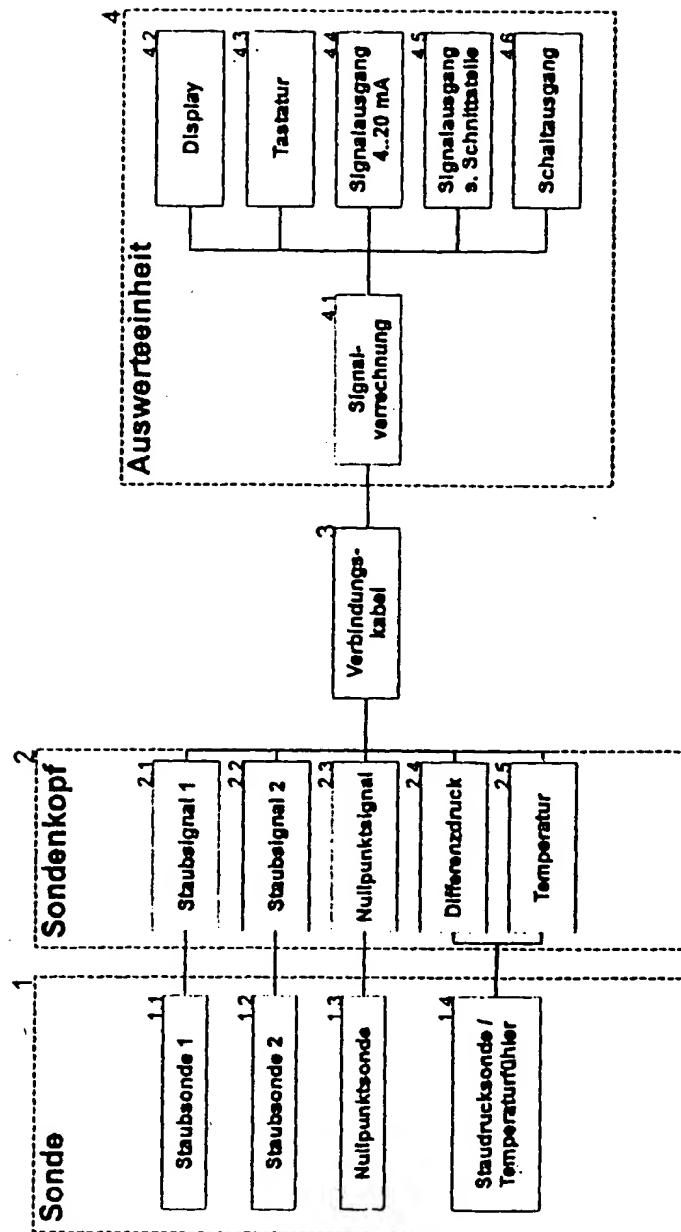 Sonde
1
Staubsonde 1
1.1
Staubsonde 2
1.2
Nullpunktsonde
1.3
Staudrucksonde /
Temperaturfühler
1.4
Sondenkopf
2
Staubsignal 1
2.1
Staubsignal 2
2.2
Nullpunktsignal
2.3
Differenzdruck
2.4
Temperatur
2.5
Verbindungs-
kabel
3
Auswerteeinheit
4
Signal-
verrechnung
4.1
Display
4.2
Tastatur
4.3
Signalausgang
4..20 mA
4.4
Signalausgang
s. Schnittstelle
4.5
Schaltausgang
4.6